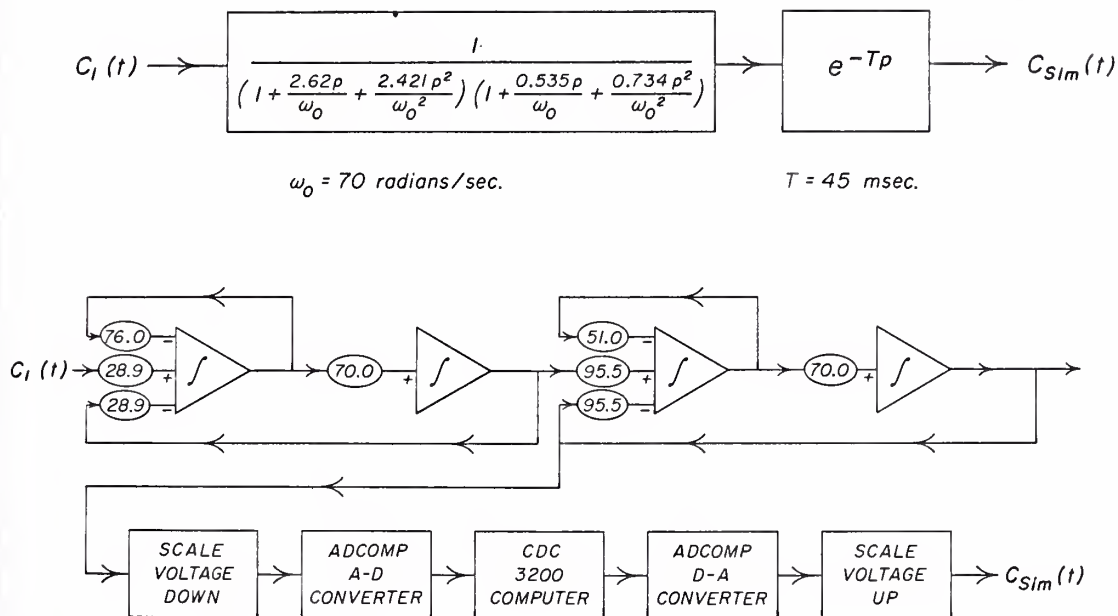 C₁(t)
1
(1 + 2.62p/ω₀ + 2.421p²/ω₀²) (1 + 0.535p/ω₀ + 0.734p²/ω₀²)
e^–Tp
C_Sim(t)
ω₀ = 70 radians/sec.
T = 45 msec.
C₁(t)
76.0 –
28.9 +
28.9 –
∫
70.0 +
∫
51.0 –
95.5 +
95.5 –
∫
70.0 +
∫
SCALE
VOLTAGE
DOWN
ADCOMP
A-D
CONVERTER
CDC
3200
COMPUTER
ADCOMP
D-A
CONVERTER
SCALE
VOLTAGE
UP
C_Sim(t)